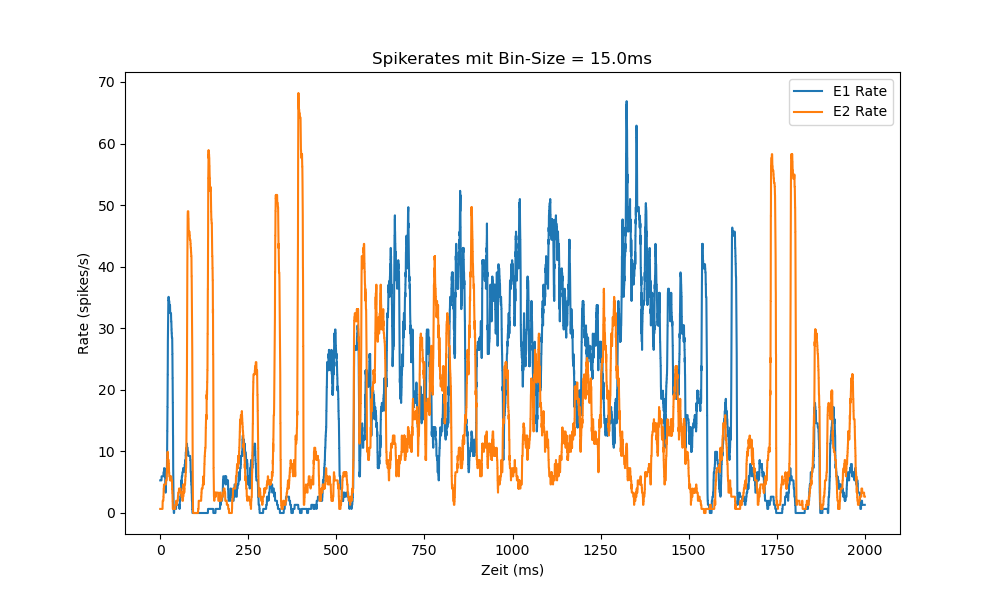 Spikerates mit Bin-Size = 15.0ms
E1 Rate
E2 Rate
70
60
50
40
30
20
10
0
Rate (spikes/s)
0 250 500 750 1000 1250 1500 1750 2000
Zeit (ms)